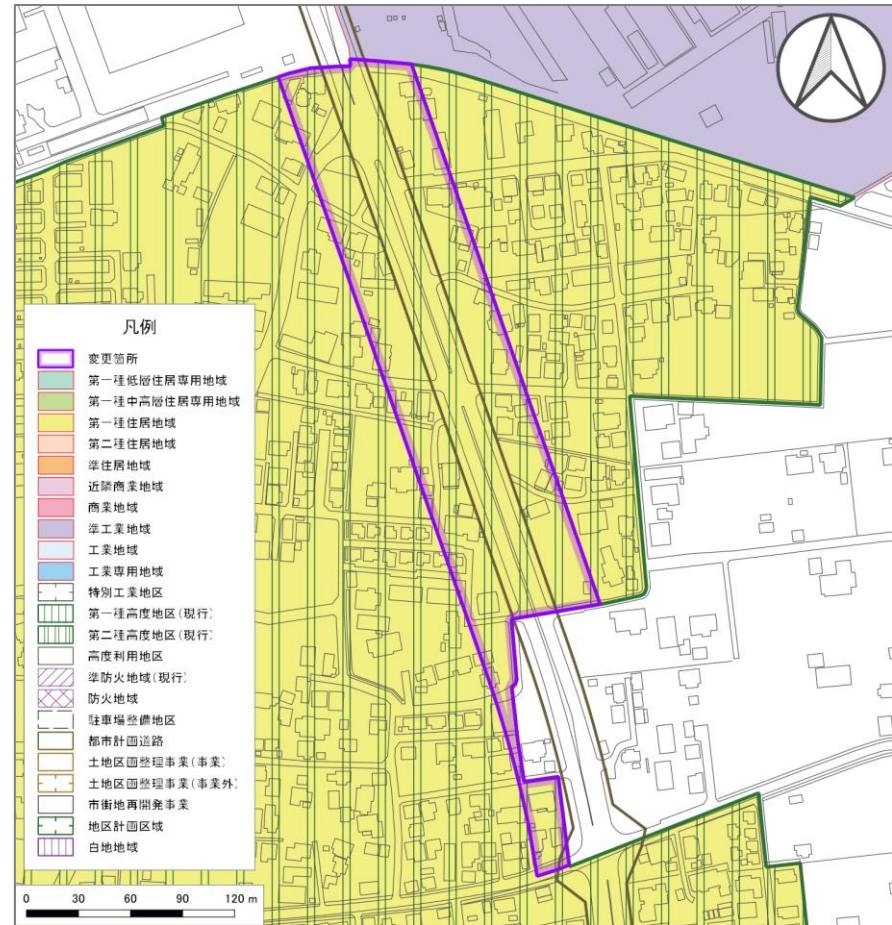 凡例
変更箇所
第一種低層住居専用地域
第一種中高層住居専用地域
第一種住居地域
第二種住居地域
準住居地域
近隣商業地域
商業地域
準工業地域
工業地域
工業専用地域
特別工業地区
第一種高度地区(現行)
第二種高度地区(現行)
高度利用地区
準防火地域(現行)
防火地域
駐車場整備地区
都市計画道路
土地区画整理事業(事業)
土地区画整理事業(事業外)
市街地再開発事業
地区計画区域
白地地域
0 30 60 90 120 m